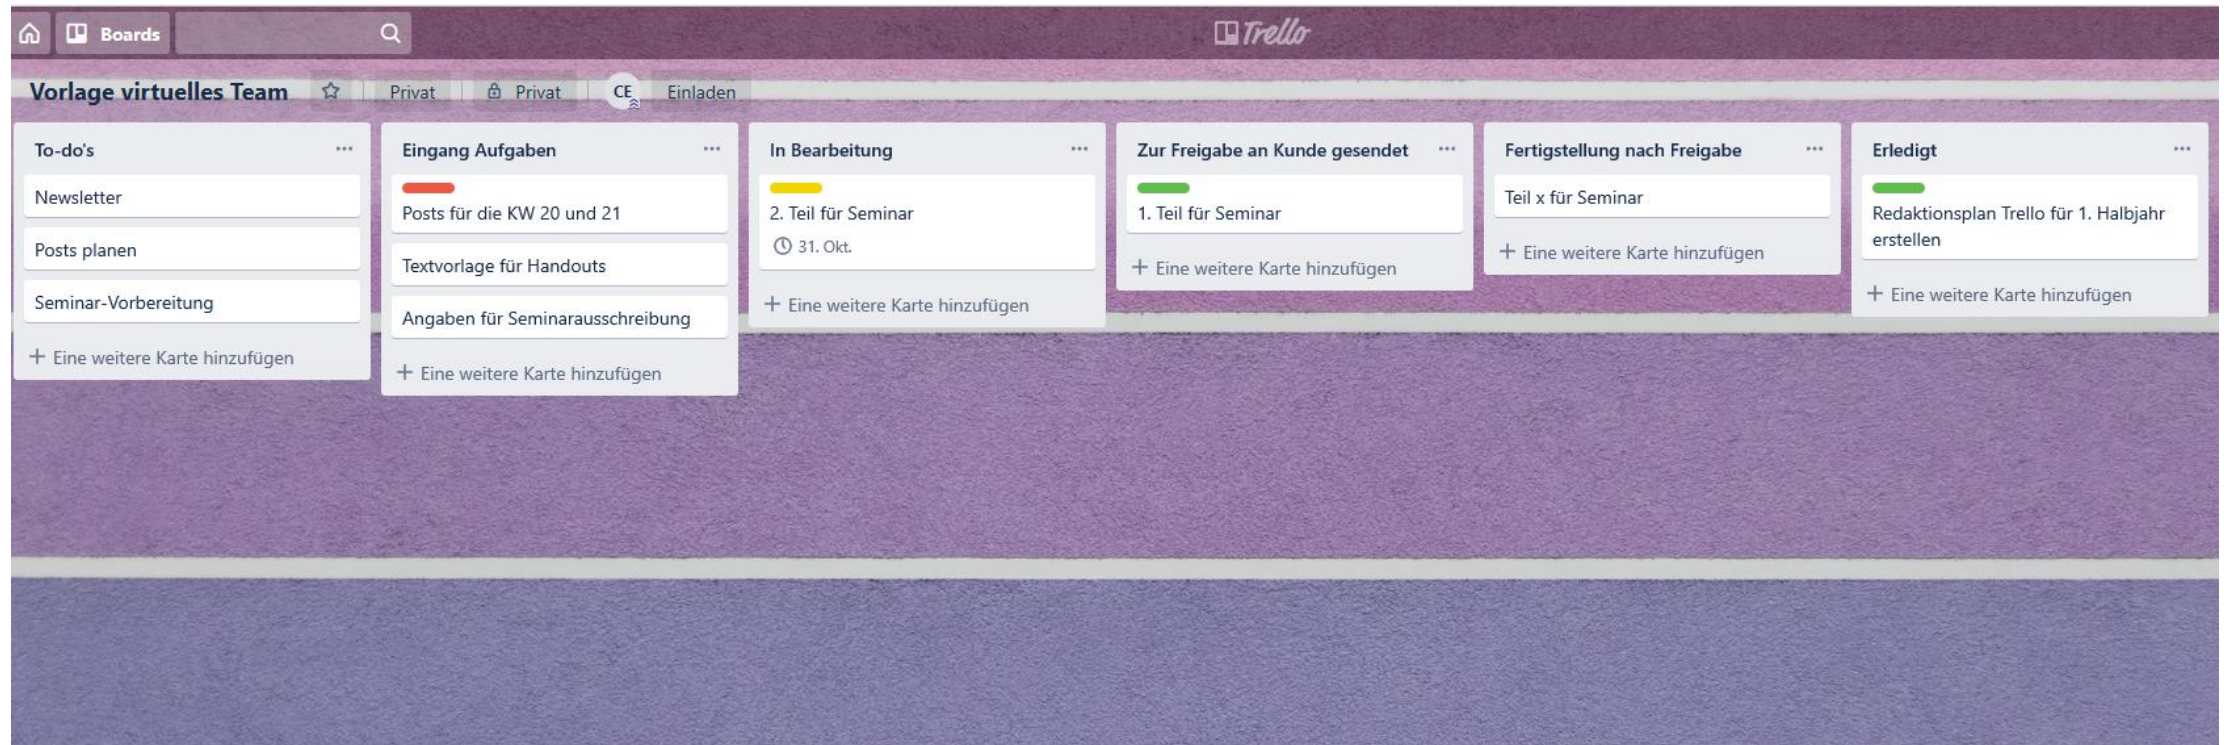 Boards
Trello
Vorlage virtuelles Team Privat Privat CE Einladen
To-do's
Newsletter
Posts planen
Seminar-Vorbereitung
+ Eine weitere Karte hinzufügen
Eingang Aufgaben
Posts für die KW 20 und 21
Textvorlage für Handouts
Angaben für Seminarausschreibung
+ Eine weitere Karte hinzufügen
In Bearbeitung
2. Teil für Seminar
31. Okt.
+ Eine weitere Karte hinzufügen
Zur Freigabe an Kunde gesendet
1. Teil für Seminar
+ Eine weitere Karte hinzufügen
Fertigstellung nach Freigabe
Teil x für Seminar
+ Eine weitere Karte hinzufügen
Erledigt
Redaktionsplan Trello für 1. Halbjahr
erstellen
+ Eine weitere Karte hinzufügen